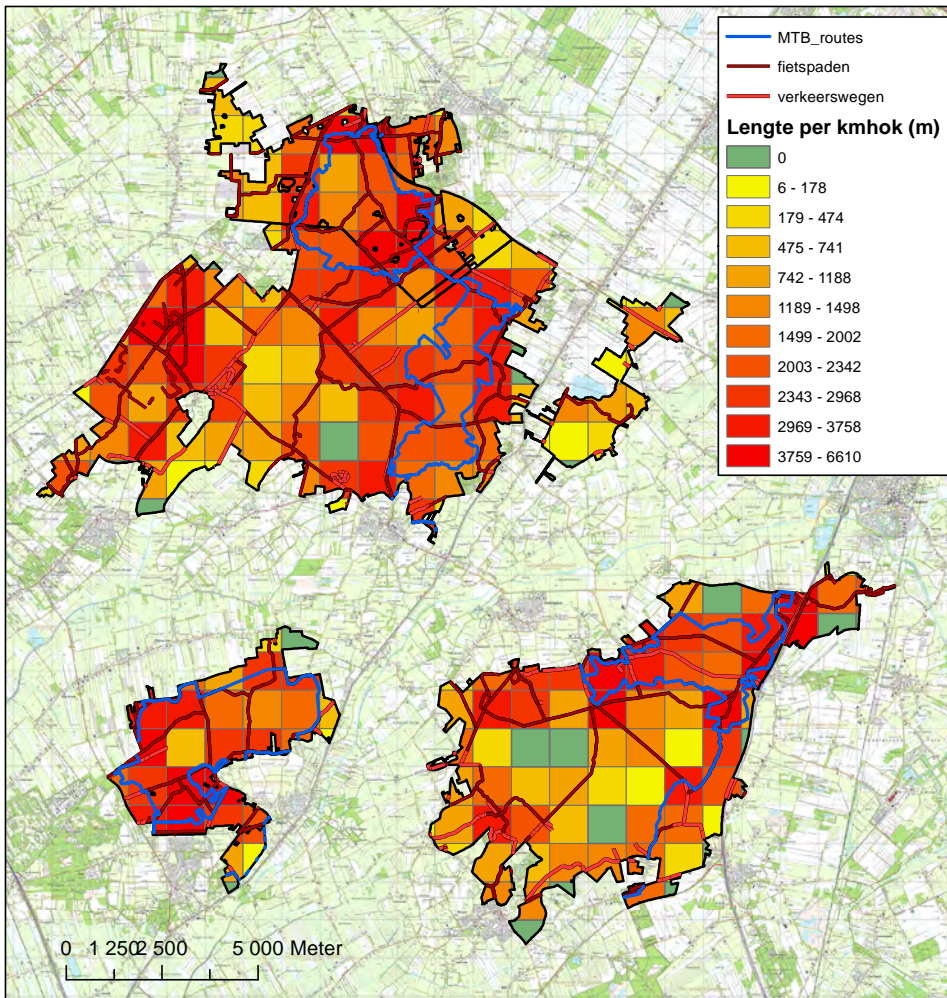 MTB_routes
fietspaden
verkeerswegen
Lengte per kmhok (m)
0
6 - 178
179 - 474
475 - 741
742 - 1188
1189 - 1498
1499 - 2002
2003 - 2342
2343 - 2968
2969 - 3758
3759 - 6610
0 1 250 2 500 5 000 Meter